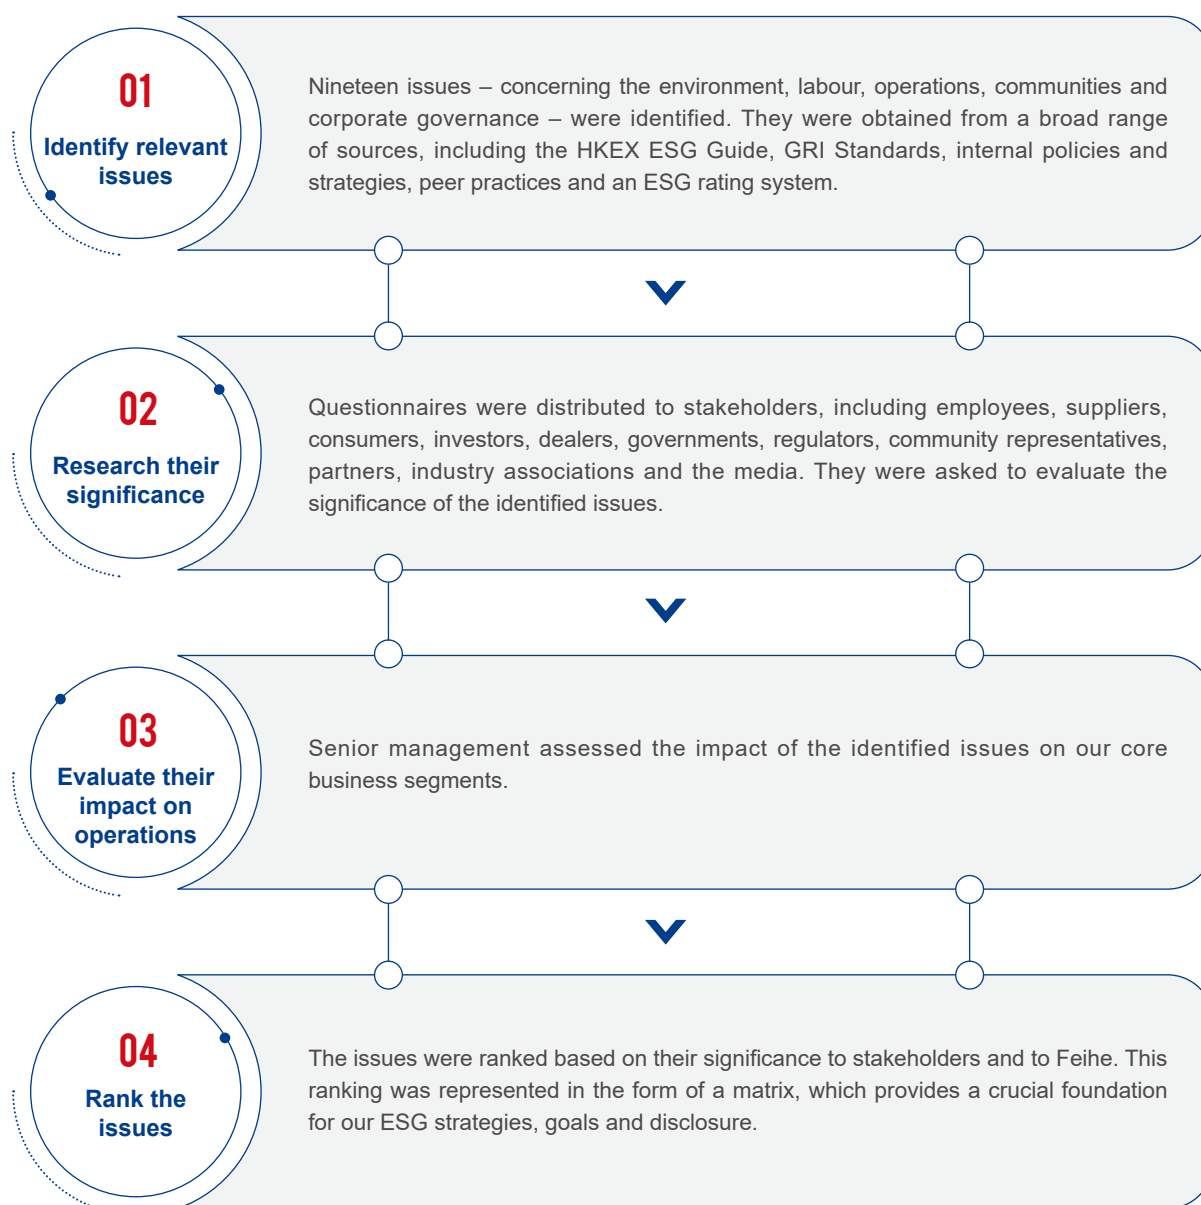 01
Identify relevant
issues
Nineteen issues – concerning the environment, labour, operations, communities and
corporate governance – were identified. They were obtained from a broad range
of sources, including the HKEX ESG Guide, GRI Standards, internal policies and
strategies, peer practices and an ESG rating system.
02
Research their
significance
Questionnaires were distributed to stakeholders, including employees, suppliers,
consumers, investors, dealers, governments, regulators, community representatives,
partners, industry associations and the media. They were asked to evaluate the
significance of the identified issues.
03
Evaluate their
impact on
operations
Senior management assessed the impact of the identified issues on our core
business segments.
04
Rank the
issues
The issues were ranked based on their significance to stakeholders and to Feihe. This
ranking was represented in the form of a matrix, which provides a crucial foundation
for our ESG strategies, goals and disclosure.